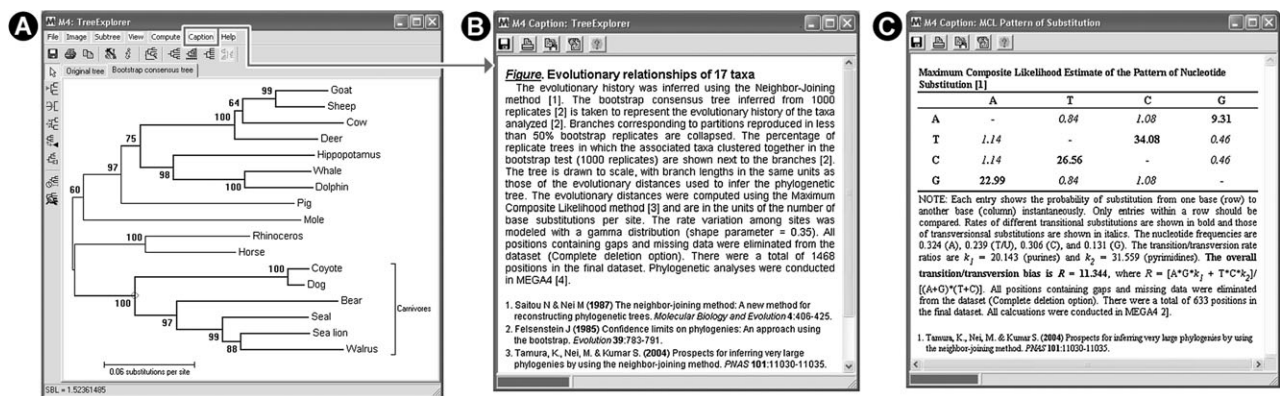 A
M4: TreeExplorer
File Image Subtree View Compute Caption Help
Original tree Bootstrap consensus tree
99
Goat
64
Sheep
100
Cow
75
Deer
Hippopotamus
97
98
Whale
100
Dolphin
60
Pig
Mole
100
Rhinoceros
Horse
100
Coyote
Dog
100
Bear
Carnivores
97
Seal
99
Sea lion
88
Walrus
0.06 substitutions per site
SBL = 1.52361485
B
M4 Caption: TreeExplorer
Figure. Evolutionary relationships of 17 taxa
The evolutionary history was inferred using the Neighbor-Joining
method [1]. The bootstrap consensus tree inferred from 1000
replicates [2] is taken to represent the evolutionary history of the taxa
analyzed [2]. Branches corresponding to partitions reproduced in less
than 50% bootstrap replicates are collapsed. The percentage of
replicate trees in which the associated taxa clustered together in the
bootstrap test (1000 replicates) are shown next to the branches [2].
The tree is drawn to scale, with branch lengths in the same units as
those of the evolutionary distances used to infer the phylogenetic
tree. The evolutionary distances were computed using the Maximum
Composite Likelihood method [3] and are in the units of the number of
base substitutions per site. The rate variation among sites was
modeled with a gamma distribution (shape parameter = 0.35). All
positions containing gaps and missing data were eliminated from the
dataset (Complete deletion option). There were a total of 1468
positions in the final dataset. Phylogenetic analyses were conducted
in MEGA4 [4].
1. Saitou N & Nei M (1987) The neighbor-joining method: A new method for
reconstructing phylogenetic trees. Molecular Biology and Evolution 4:406-425.
2. Felsenstein J (1985) Confidence limits on phylogenies: An approach using
the bootstrap. Evolution 39:783-791.
3. Tamura, K., Nei, M. & Kumar S. (2004) Prospects for inferring very large
phylogenies by using the neighbor-joining method. PNAS 101:11030-11035.
C
M4 Caption: MCL Pattern of Substitution
Maximum Composite Likelihood Estimate of the Pattern of Nucleotide
Substitution [1]
A T C G
A - 0.84 1.08 9.31
T 1.14 - 34.08 0.46
C 1.14 26.56 - 0.46
G 22.99 0.84 1.08 -
NOTE: Each entry shows the probability of substitution from one base (row) to
another base (column) instantaneously. Only entries within a row should be
compared. Rates of different transitional substitutions are shown in bold and those
of transversional substitutions are shown in italics. The nucleotide frequencies are
0.324 (A), 0.239 (T/U), 0.306 (C), and 0.131 (G). The transition/transversion rate
ratios are k1 = 20.143 (purines) and k2 = 31.559 (pyrimidines). The overall
transition/transversion bias is R = 11.344, where R = [A*G*k1 + T*C*k2]/
[(A+G)*(T+C)]. All positions containing gaps and missing data were eliminated
from the dataset (Complete deletion option). There were a total of 633 positions in
the final dataset. All calcuations were conducted in MEGA4 2].
1. Tamura, K., Nei, M. & Kumar S. (2004) Prospects for inferring very large phylogenies by using
the neighbor-joining method. PNAS 101:11030-11035.